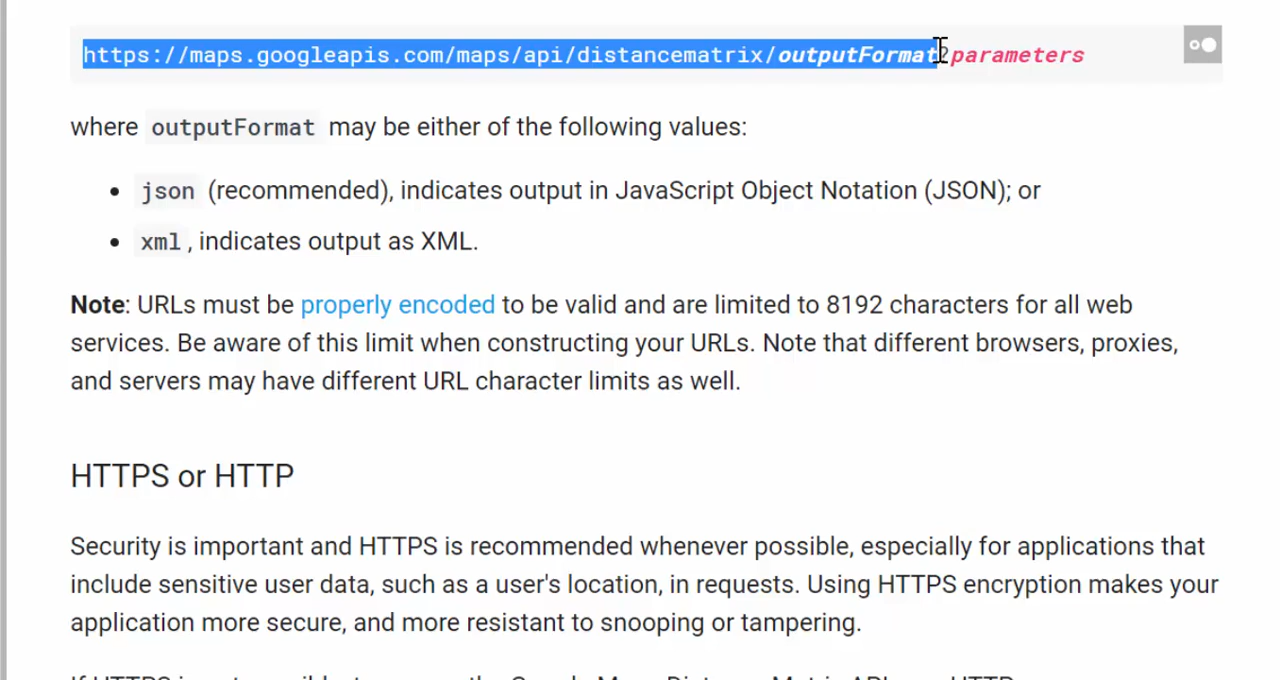 https://maps.googleapis.com/maps/api/distancematrix/outputFormat?parameters
where outputFormat may be either of the following values:
• json (recommended), indicates output in JavaScript Object Notation (JSON); or
• xml, indicates output as XML.
Note: URLs must be properly encoded to be valid and are limited to 8192 characters for all web
services. Be aware of this limit when constructing your URLs. Note that different browsers, proxies,
and servers may have different URL character limits as well.
HTTPS or HTTP
Security is important and HTTPS is recommended whenever possible, especially for applications that
include sensitive user data, such as a user's location, in requests. Using HTTPS encryption makes your
application more secure, and more resistant to snooping or tampering.